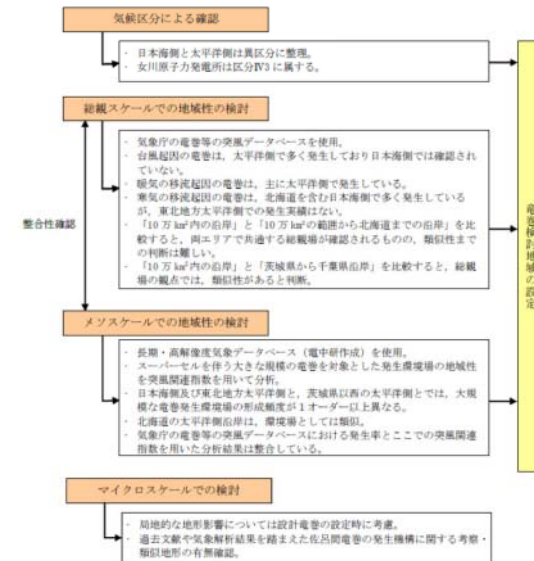 気候区分による確認
・ 日本海側と太平洋側は異区分に整理。
・ 女川原子力発電所は区分Ⅳ3 に属する。
総観スケールでの地域性の検討
・ 気象庁の竜巻等の突風データベースを使用。
・ 台風起因の竜巻は，太平洋側で多く発生しており日本海側では確認され
ていない。
・ 暖気の移流起因の竜巻は，主に太平洋側で発生している。
・ 寒気の移流起因の竜巻は，北海道を含む日本海側で多く発生している
が，東北地方太平洋側での発生実績はない。
・ 「10 万 km²内の沿岸」と「10 万 km²の範囲から北海道までの沿岸」を比
較すると，両エリアで共通する総観場が確認されるものの，類似性まで
の判断は難しい。
・ 「10 万 km²内の沿岸」と「茨城県から千葉県沿岸」を比較すると，総観
場の観点では，類似性があると判断。
整合性確認
竜巻検討地域の設定
メソスケールでの地域性の検討
・ 長期・高解像度気象データベース（電中研作成）を使用。
・ スーパーセルを伴う大きな規模の竜巻を対象とした発生環境場の地域性
を突風関連指数を用いて分析。
・ 日本海側及び東北地方太平洋側と，茨城県以西の太平洋側とでは，大規
模な竜巻発生環境場の形成頻度が 1 オーダー以上異なる。
・ 北海道の太平洋側沿岸は，環境場としては類似。
・ 気象庁の竜巻等の突風データベースにおける発生率とここでの突風関連
指数を用いた分析結果は整合している。
マイクロスケールでの検討
・ 局地的な地形影響については設計竜巻の設定時に考慮。
・ 過去文献や気象解析結果を踏まえた佐呂間竜巻の発生機構に関する考察・
類似地形の有無確認。